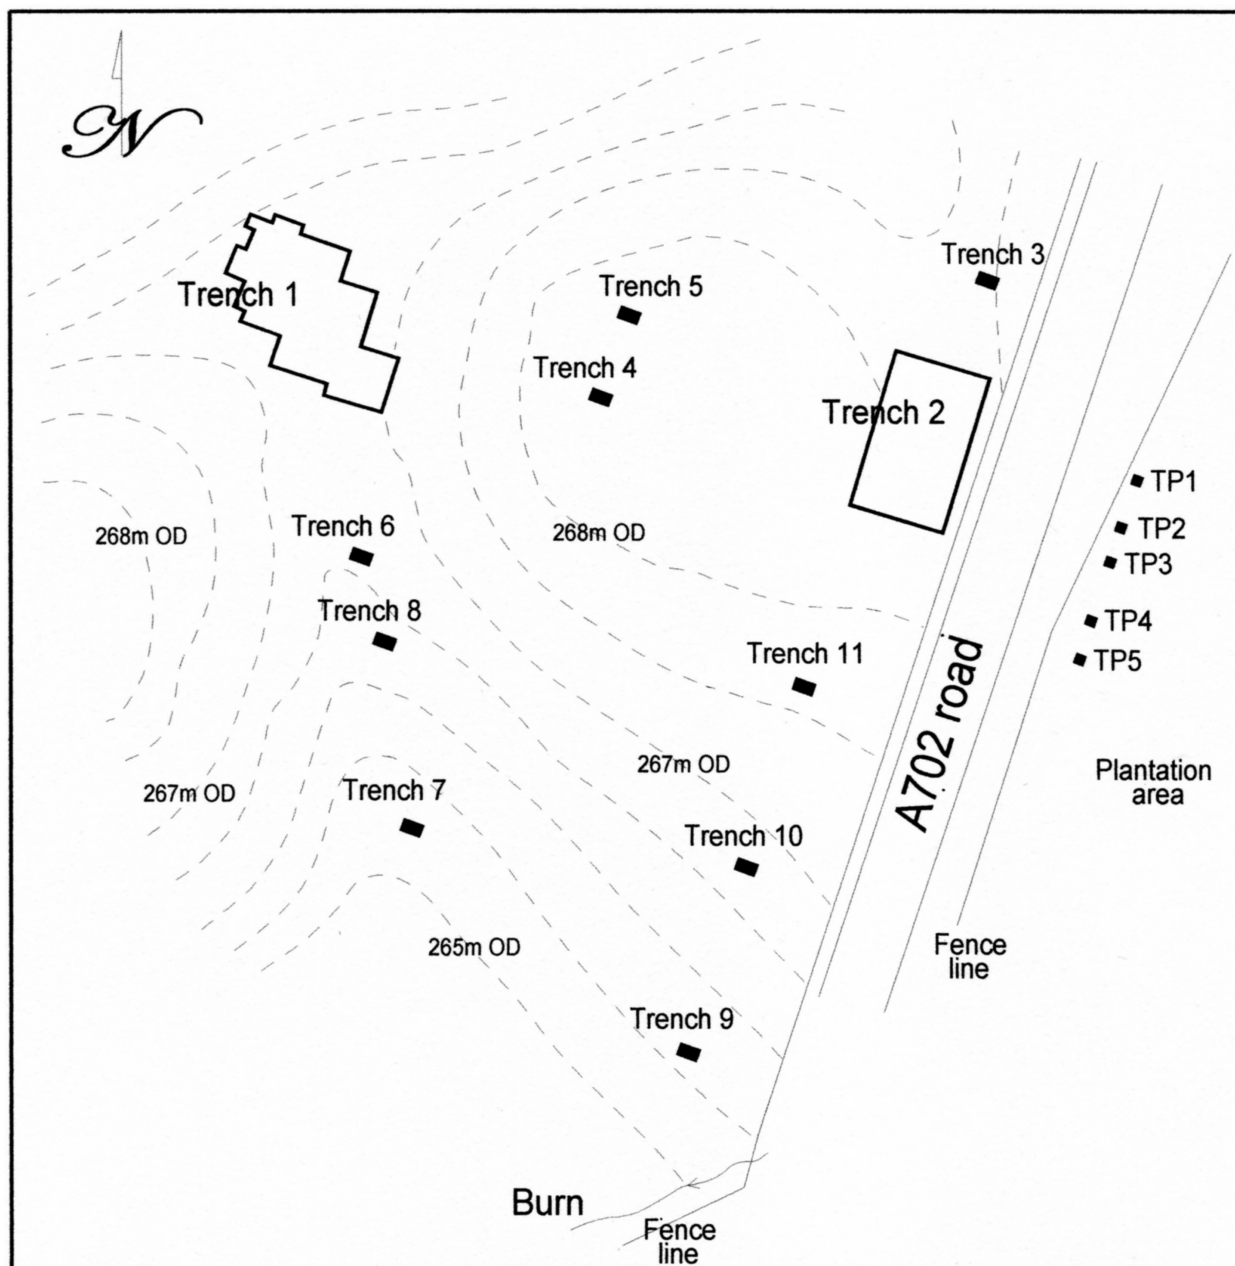 N
Trench 3
Trench 1
Trench 5
Trench 4
Trench 2
TP1
268m OD
Trench 6
268m OD
TP2
TP3
Trench 8
TP4
Trench 11
TP5
A702 road
267m OD
Trench 7
267m OD
Plantation
area
Trench 10
265m OD
Fence
line
Trench 9
Burn
Fence
line